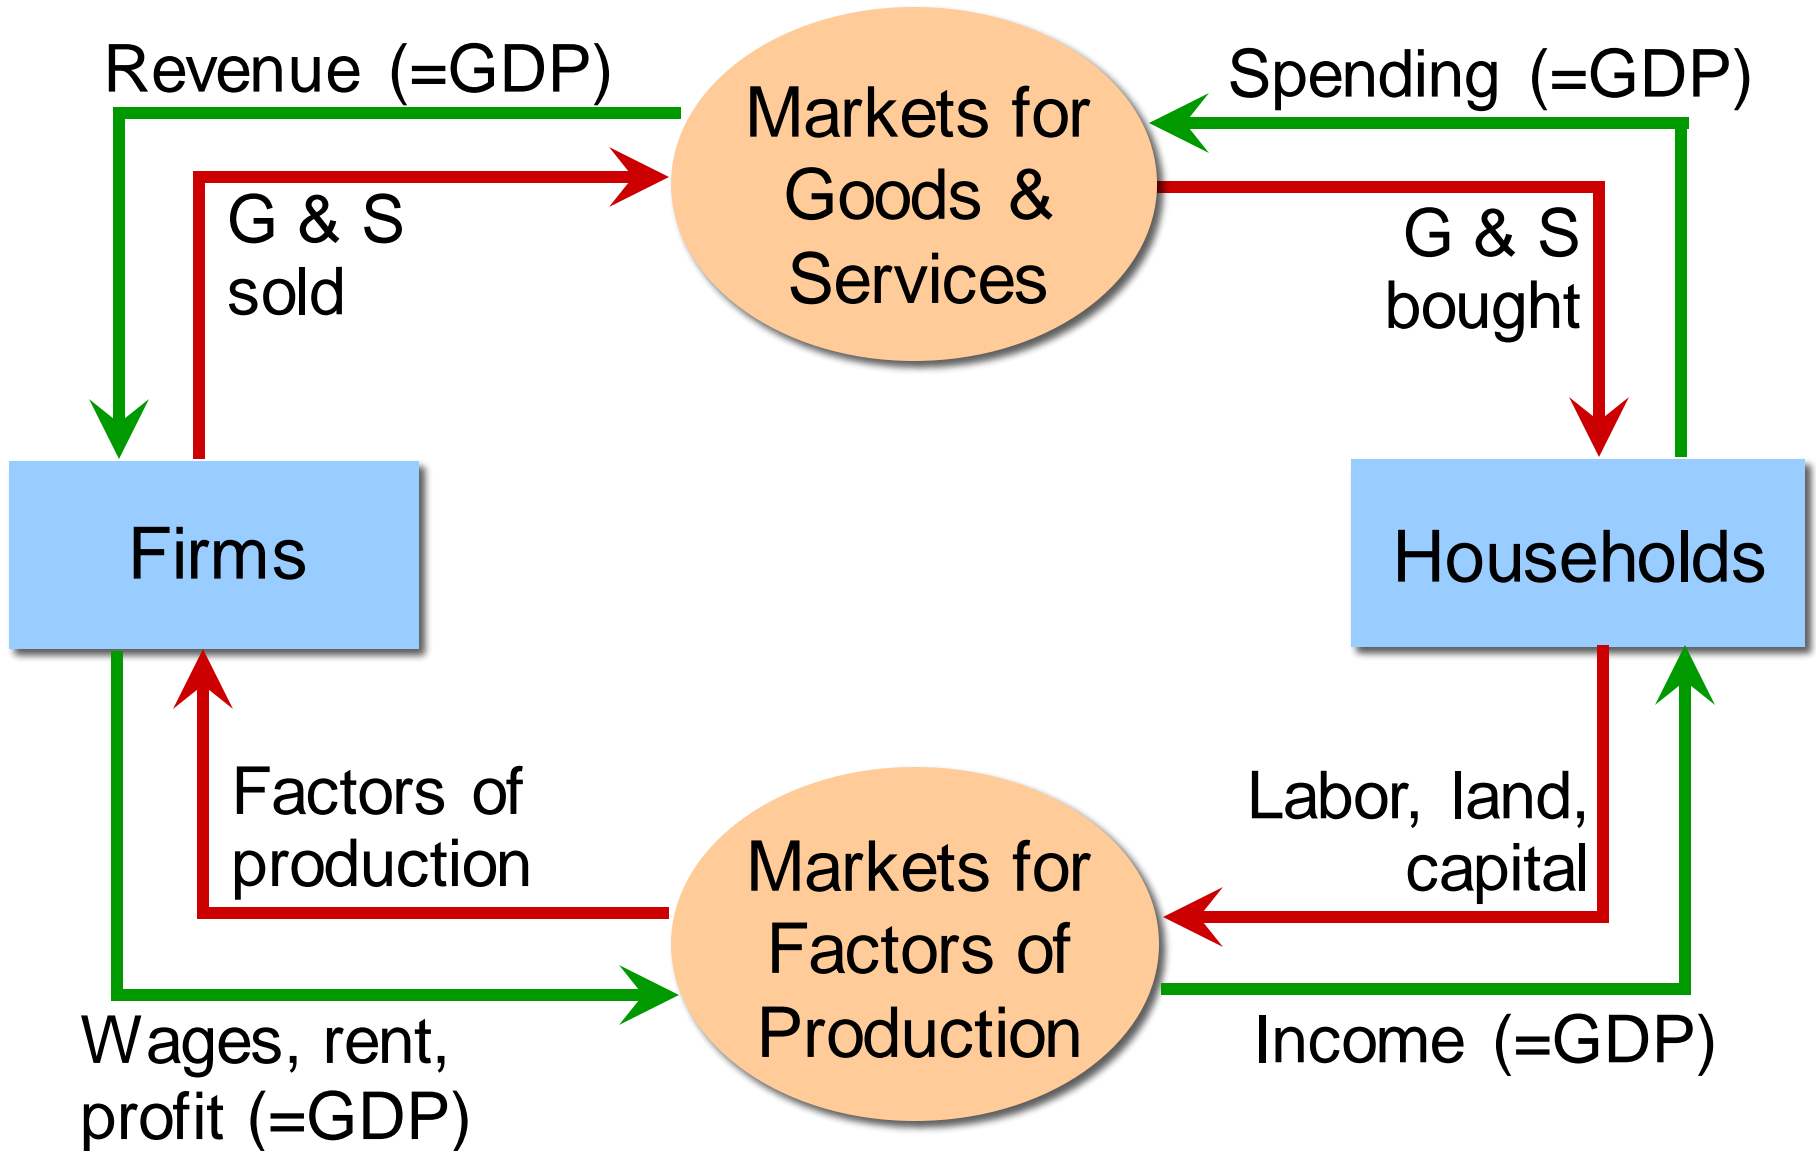 Revenue (=GDP)
Spending (=GDP)
Markets for
Goods &
Services
G & S
sold
G & S
bought
Firms
Households
Factors of
production
Labor, land,
capital
Markets for
Factors of
Production
Wages, rent,
profit (=GDP)
Income (=GDP)